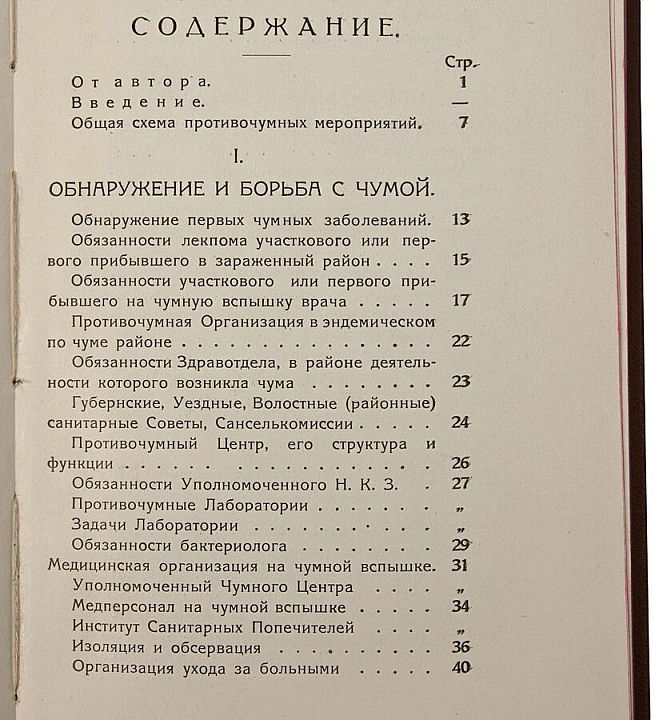 СОДЕРЖАНИЕ.
Стр.
От автора. 1
Введение. —
Общая схема противочумных мероприятий. 7
I.
ОБНАРУЖЕНИЕ И БОРЬБА С ЧУМОЙ.
Обнаружение первых чумных заболеваний. 13
Обязанности лекпома участкового или пер-
вого прибывшего в зараженный район . . . . 15
Обязанности участкового или первого при-
бывшего на чумную вспышку врача . . . . . 17
Противочумная Организация в эндемическом
по чуме районе . . . . . . . . . . . . . . 22
Обязанности Здравотдела, в районе деятель-
ности которого возникла чума . . . . . . . . 23
Губернские, Уездные, Волостные (районные)
санитарные Советы, Санселькомиссии . . . . . 24
Противочумный Центр, его структура и
функции . . . . . . . . . . . . . . . . 26
Обязанности Уполномоченного Н. К. З. . 27
Противочумные Лаборатории . . . . . . . „
Задачи Лаборатории . . . . . . . . . . . „
Обязанности бактериолога . . . . . . . . 29
Медицинская организация на чумной вспышке. 31
Уполномоченный Чумного Центра . . . . „
Медперсонал на чумной вспышке . . . . . 34
Институт Санитарных Попечителей . . . . „
Изоляция и обсервация . . . . . . . . . . 36
Организация ухода за больными . . . . . 40